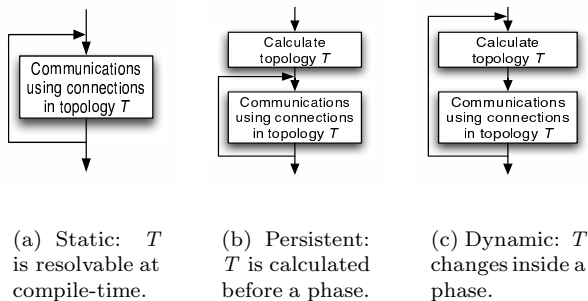 Communications
using connections
in topology T
Calculate
topology T
Communications
using connections
in topology T
Calculate
topology T
Communications
using connections
in topology T
(a) Static: T
is resolvable at
compile-time.
(b) Persistent:
T is calculated
before a phase.
(c) Dynamic: T
changes inside a
phase.